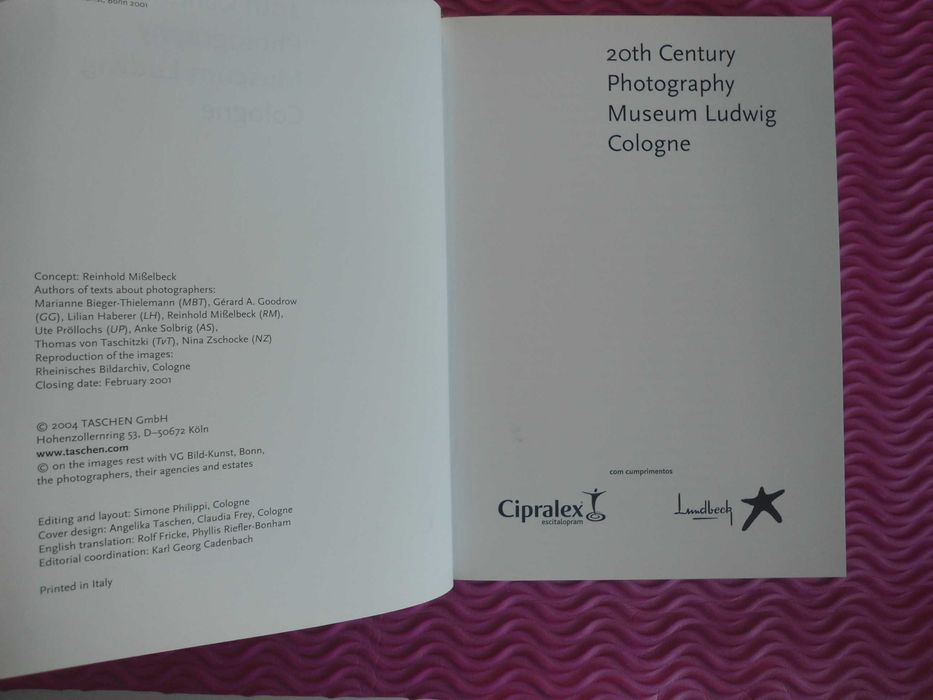 Bonn 2001
Concept: Reinhold Mißelbeck
Authors of texts about photographers:
Marianne Bieger-Thielemann (MBT), Gérard A. Goodrow
(GG), Lilian Haberer (LH), Reinhold Mißelbeck (RM),
Ute Pröllochs (UP), Anke Solbrig (AS),
Thomas von Taschitzki (TvT), Nina Zschocke (NZ)
Reproduction of the images:
Rheinisches Bildarchiv, Cologne
Closing date: February 2001
© 2004 TASCHEN GmbH
Hohenzollernring 53, D–50672 Köln
www.taschen.com
© on the images rest with VG Bild-Kunst, Bonn,
the photographers, their agencies and estates
Editing and layout: Simone Philippi, Cologne
Cover design: Angelika Taschen, Claudia Frey, Cologne
English translation: Rolf Fricke, Phyllis Riefler-Bonham
Editorial coordination: Karl Georg Cadenbach
Printed in Italy
20th Century
Photography
Museum Ludwig
Cologne
com cumprimentos
Cipralex®
escitalopram
Lundbeck